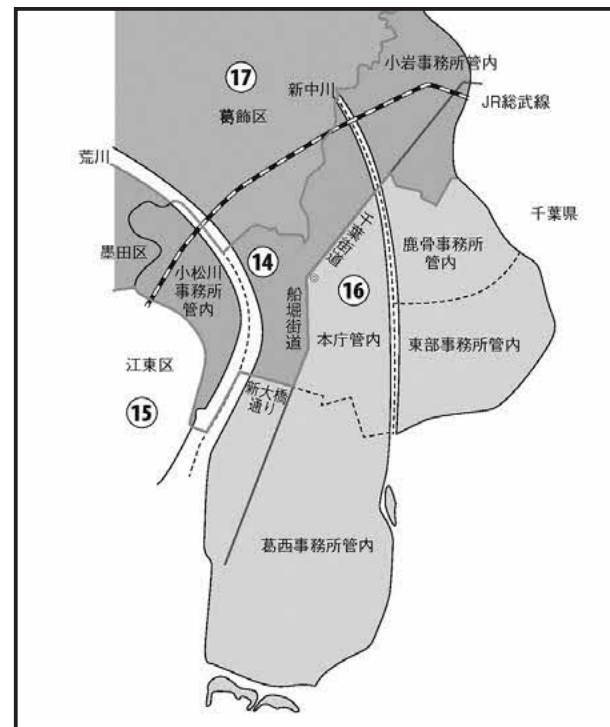 小岩事務所管内
⑰
新中川
葛飾区
JR総武線
荒川
千葉県
墨田区
千葉街道
鹿骨事務所
管内
⑭
小松川
事務所
管内
⑯
船堀街道
本庁管内
東部事務所管内
江東区
新大橋
通り
⑮
葛西事務所管内